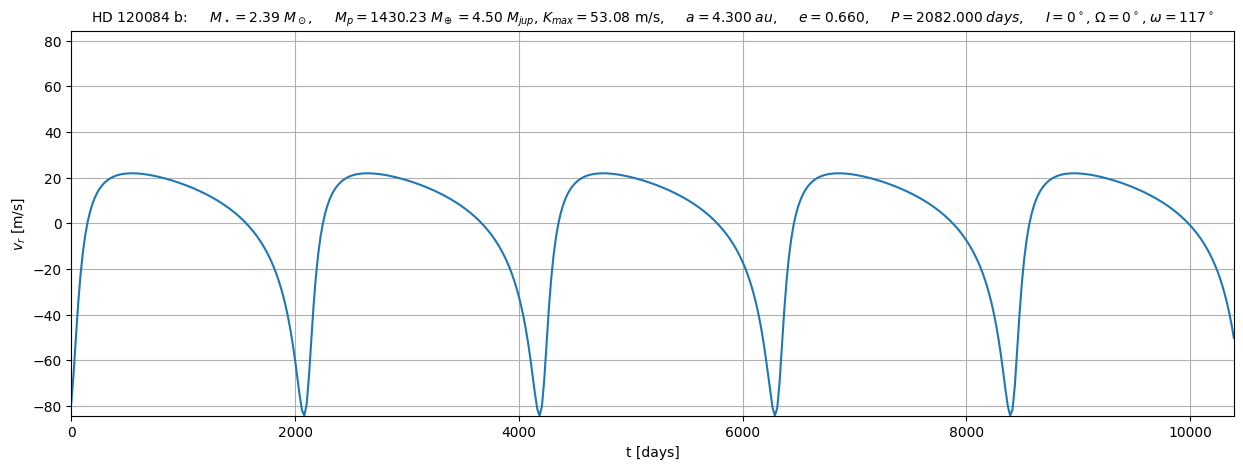 HD 120084 b: M⋆ = 2.39 M⊙, Mp = 1430.23 M⊕ = 4.50 Mjup, Kmax = 53.08 m/s, a = 4.300 au, e = 0.660, P = 2082.000 days, I = 0°, Ω = 0°, ω = 117°
80
60
40
20
0
−20
−40
−60
−80
vr [m/s]
0 2000 4000 6000 8000 10000
t [days]